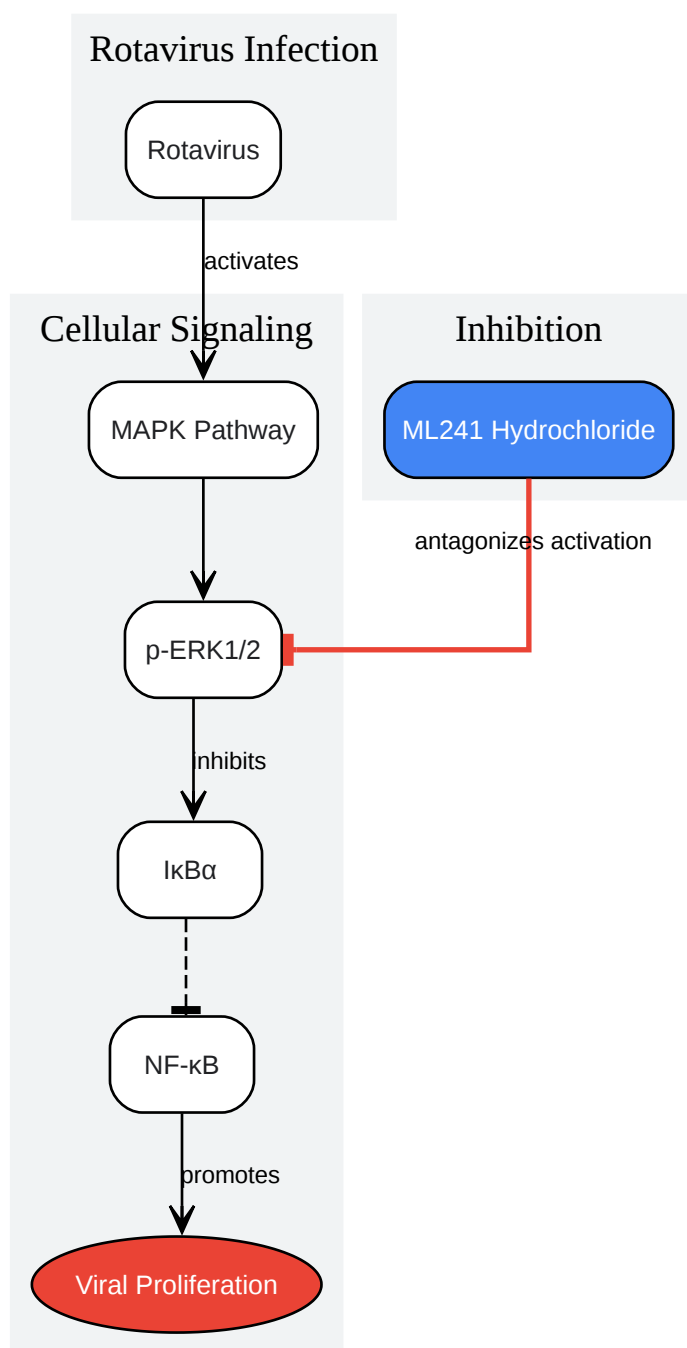 Rotavirus Infection
Rotavirus
activates
Cellular Signaling
Inhibition
MAPK Pathway
ML241 Hydrochloride
antagonizes activation
p-ERK1/2
inhibits
IκBα
NF-κB
promotes
Viral Proliferation